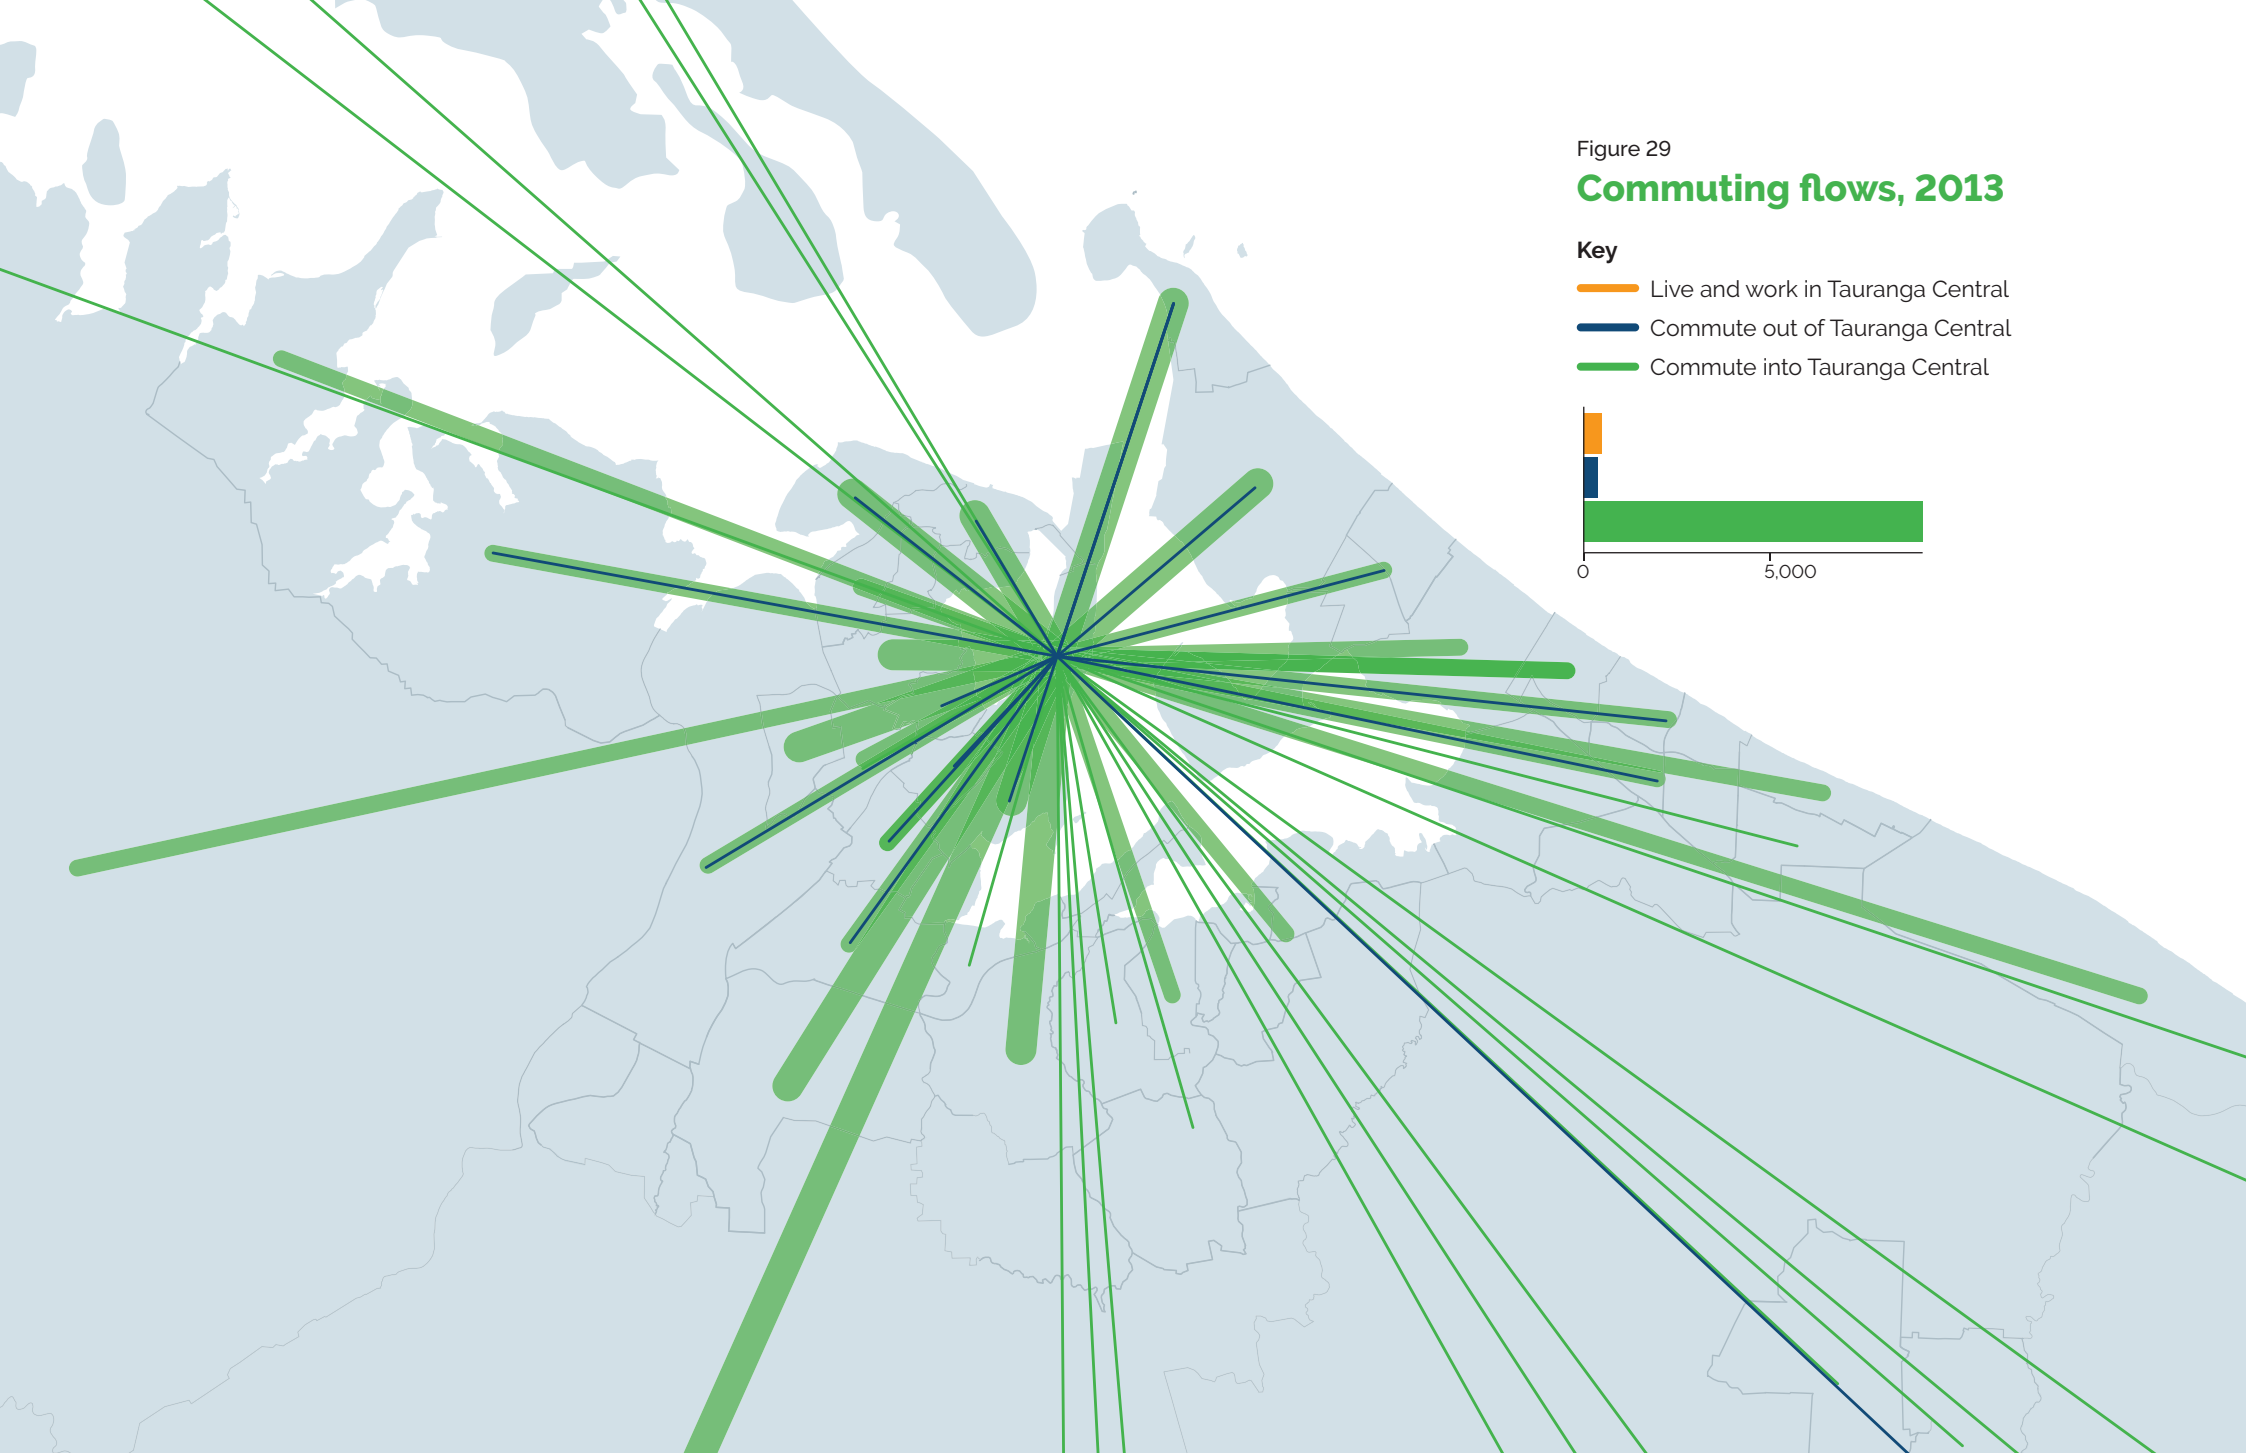 Figure 29
Commuting flows, 2013
Key
Live and work in Tauranga Central
Commute out of Tauranga Central
Commute into Tauranga Central
0 5,000